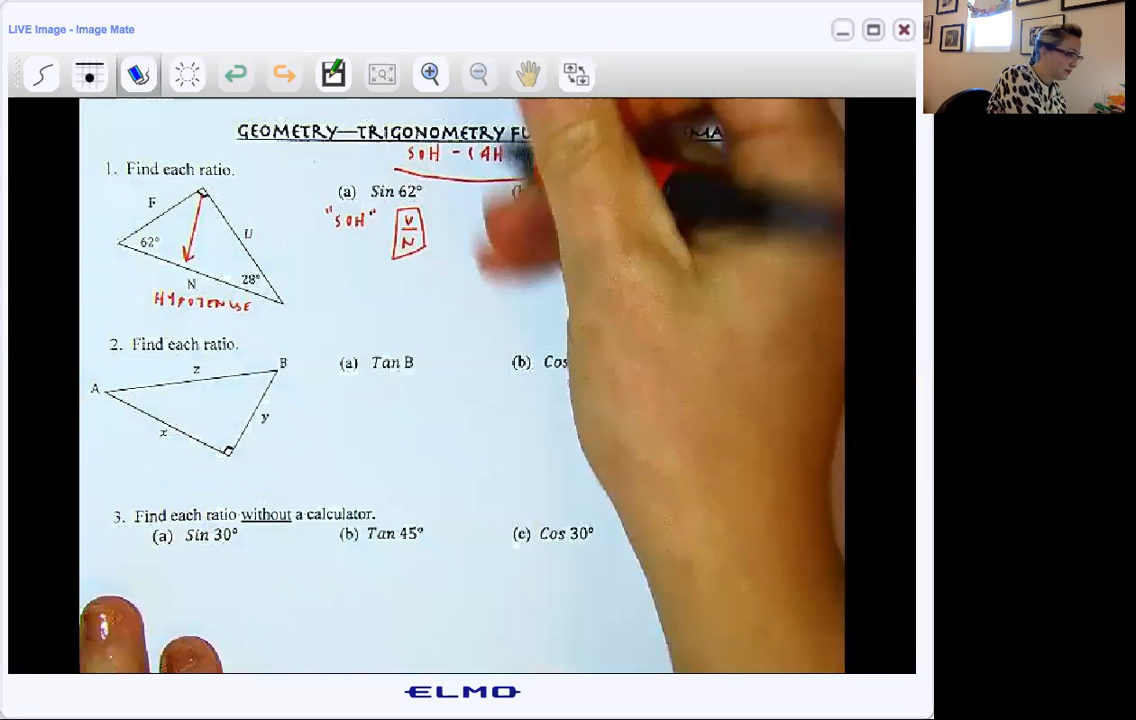 LIVE Image - Image Mate
GEOMETRY—TRIGONOMETRY
SOH - CAH
1. Find each ratio.
(a) Sin 62°
F
"SOH"
U
N
62°
U
28°
N
HYPOTENUSE
2. Find each ratio.
(a) Tan B
(b) Cos
A
z
B
y
x
3. Find each ratio without a calculator.
(a) Sin 30°
(b) Tan 45°
(c) Cos 30°
ELMO